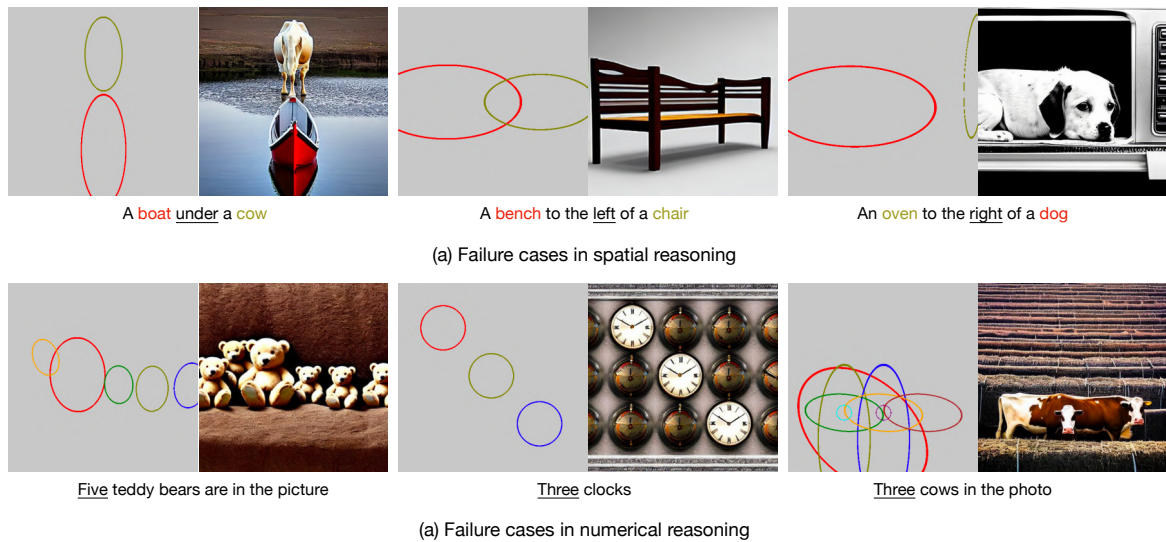 A boat under a cow
A bench to the left of a chair
An oven to the right of a dog
(a) Failure cases in spatial reasoning
Five teddy bears are in the picture
Three clocks
Three cows in the photo
(a) Failure cases in numerical reasoning